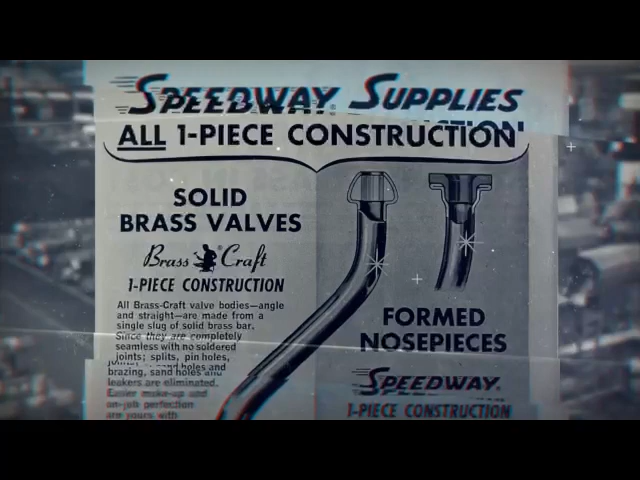 SPEEDWAY SUPPLIES
ALL 1-PIECE CONSTRUCTION
SOLID
BRASS VALVES
Brass Craft
1-PIECE CONSTRUCTION
All Brass-Craft valve bodies—angle
and straight—are made from a
single slug of solid brass bar.
Since they are completely
seamless with no soldered
joints; splits, pin holes,
brazing, sand holes and
leakers are eliminated.
Easier make-up and
on-job perfection
are yours with
FORMED
NOSEPIECES
SPEEDWAY
1-PIECE CONSTRUCTION